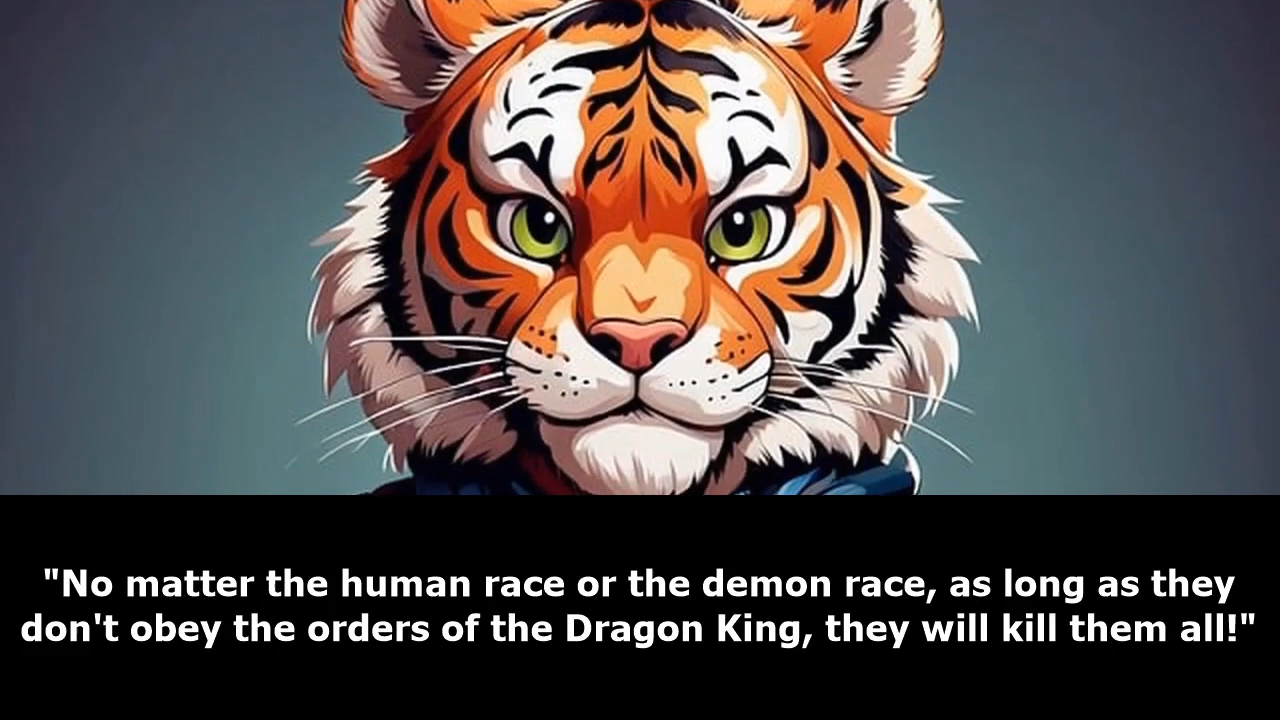 "No matter the human race or the demon race, as long as they
don't obey the orders of the Dragon King, they will kill them all!"